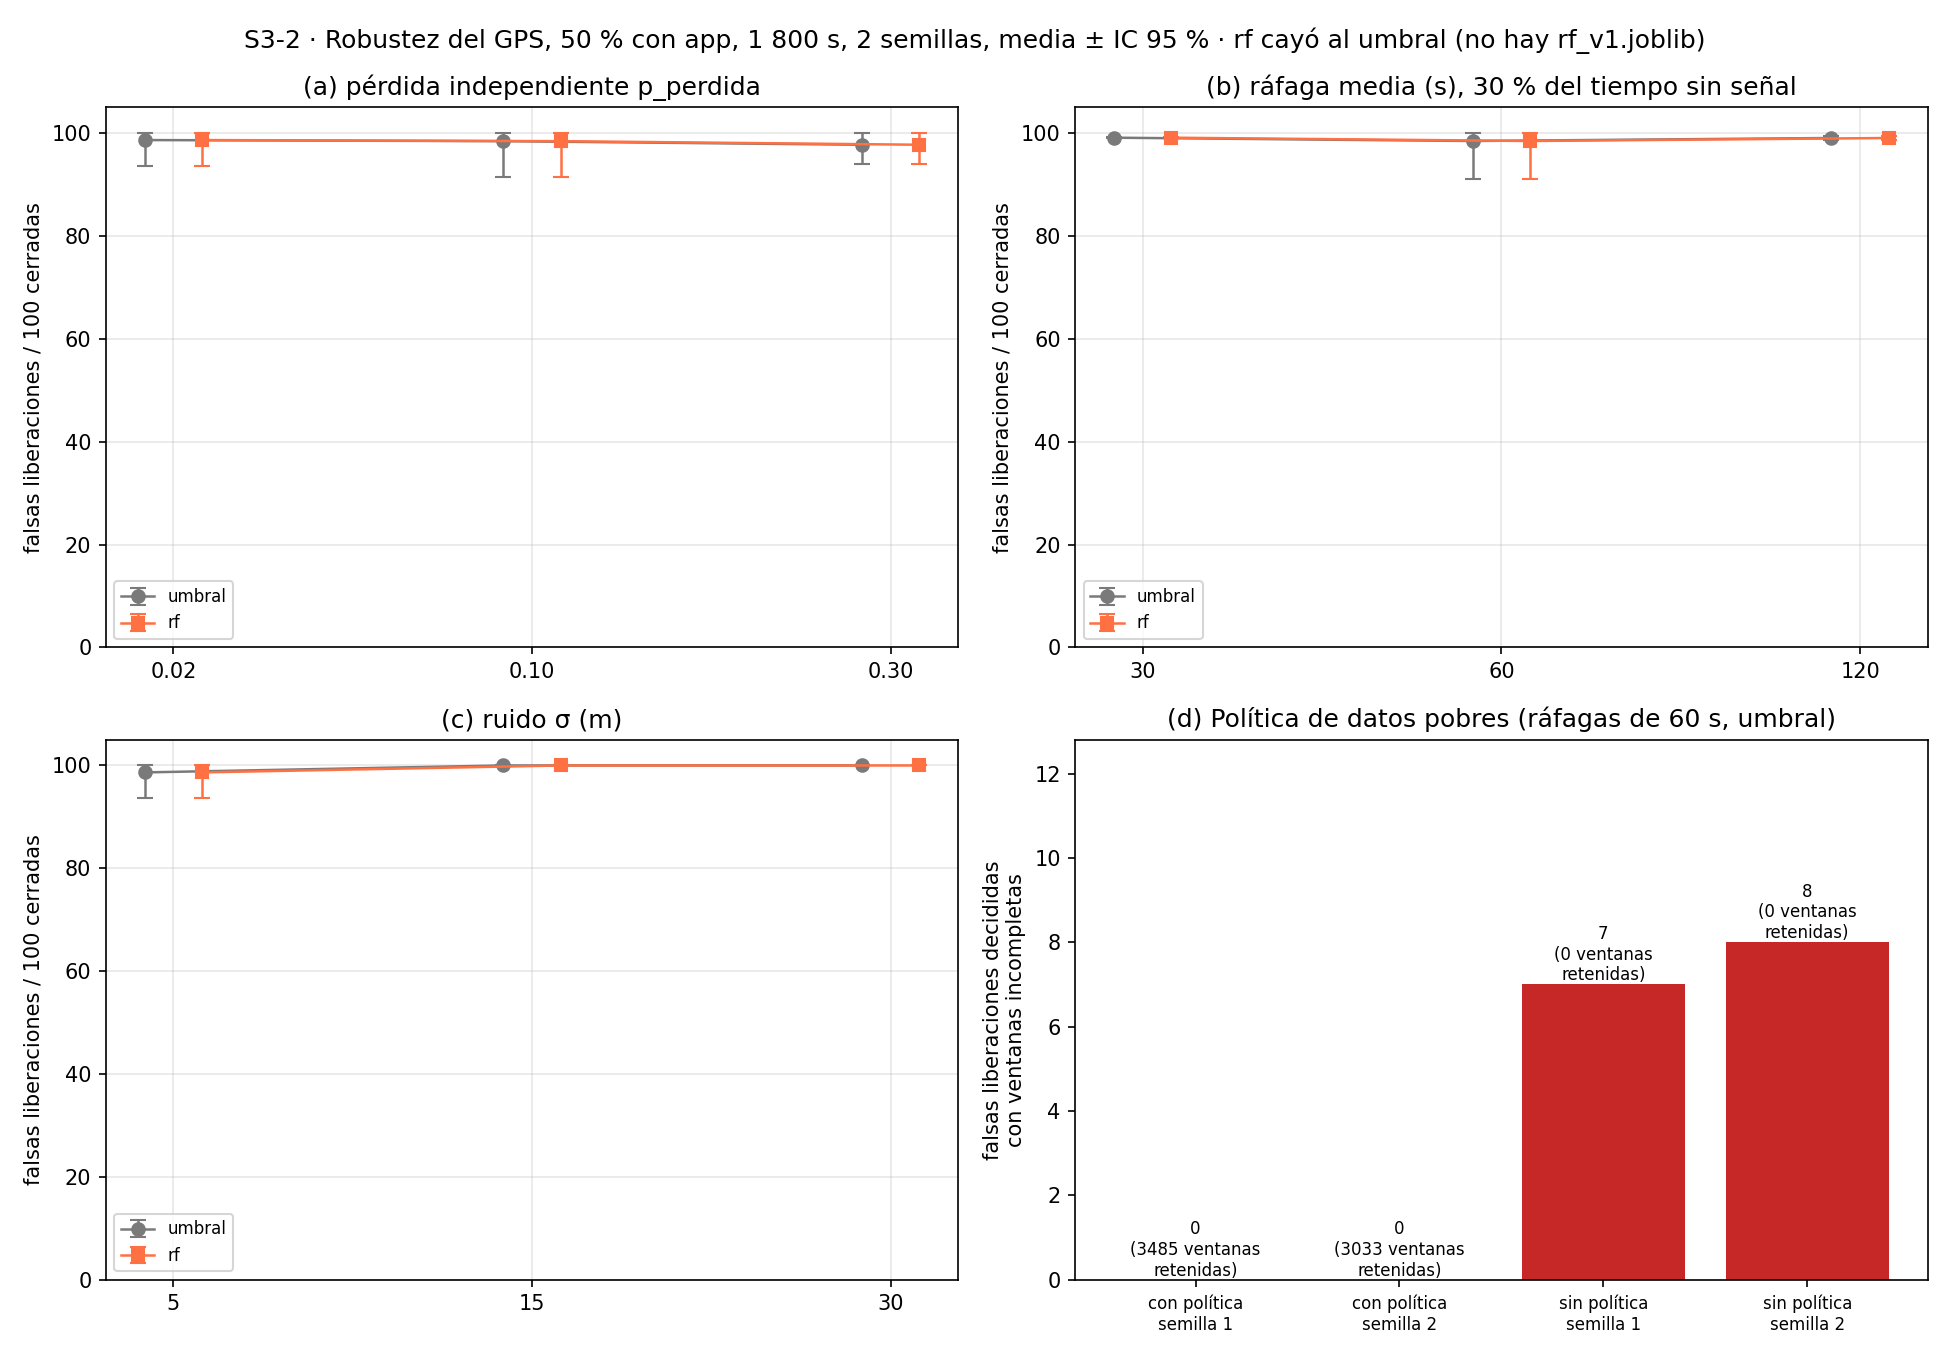 S3-2 · Robustez del GPS, 50 % con app, 1 800 s, 2 semillas, media ± IC 95 % · rf cayó al umbral (no hay rf_v1.joblib)
(a) pérdida independiente p_perdida
falsas liberaciones / 100 cerradas
100
80
60
40
20
0
umbral
rf
0.02
0.10
0.30
(b) ráfaga media (s), 30 % del tiempo sin señal
falsas liberaciones / 100 cerradas
100
80
60
40
20
0
umbral
rf
30
60
120
(c) ruido σ (m)
falsas liberaciones / 100 cerradas
100
80
60
40
20
0
umbral
rf
5
15
30
(d) Política de datos pobres (ráfagas de 60 s, umbral)
falsas liberaciones decididas
con ventanas incompletas
12
10
8
6
4
2
0
0
(3485 ventanas
retenidas)
0
(3033 ventanas
retenidas)
7
(0 ventanas
retenidas)
8
(0 ventanas
retenidas)
con política
semilla 1
con política
semilla 2
sin política
semilla 1
sin política
semilla 2